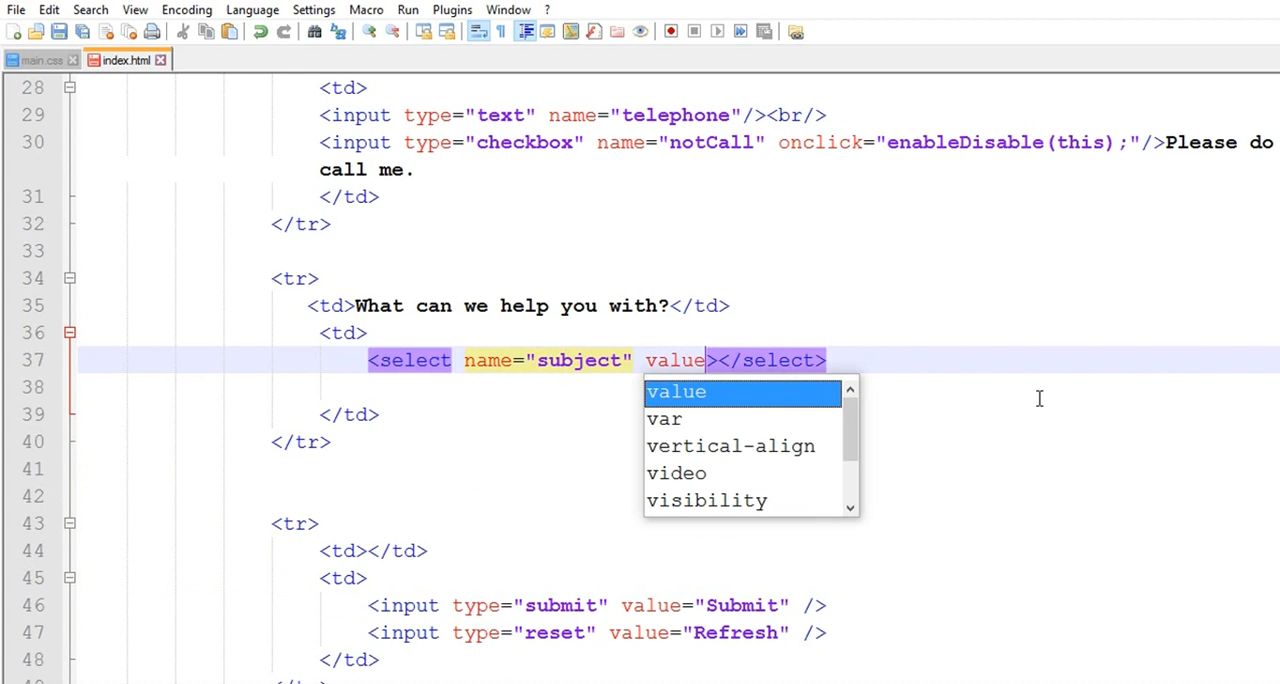 File Edit Search View Encoding Language Settings Macro Run Plugins Window ?
main.css index.html
28 <td>
29 <input type="text" name="telephone"/><br/>
30 <input type="checkbox" name="notCall" onclick="enableDisable(this);"/>Please do
call me.
31 </td>
32 </tr>
33
34 <tr>
35 <td>What can we help you with?</td>
36 <td>
37 <select name="subject" value></select>
value
38
var
39 </td>
vertical-align
40 </tr>
video
41
visibility
42
43 <tr>
44 <td></td>
45 <td>
46 <input type="submit" value="Submit" />
47 <input type="reset" value="Refresh" />
48 </td>